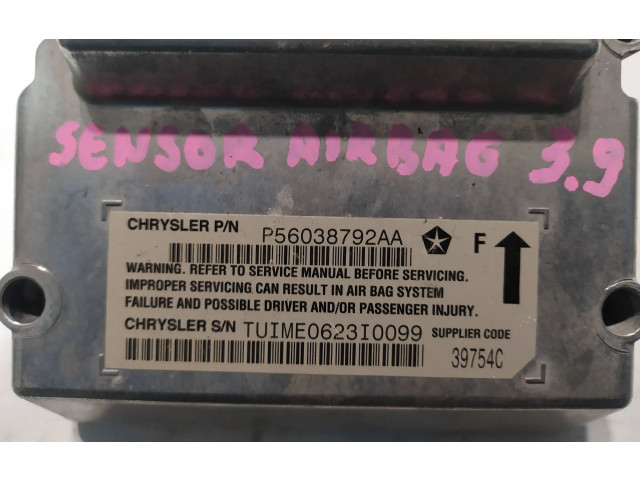 SENSOR AIRBAG 3.9
CHRYSLER P/N P56038792AA F
WARNING. REFER TO SERVICE MANUAL BEFORE SERVICING.
IMPROPER SERVICING CAN RESULT IN AIR BAG SYSTEM
FAILURE AND POSSIBLE DRIVER AND/OR PASSENGER INJURY.
CHRYSLER S/N TUIME0623I0099 SUPPLIER CODE
39754C